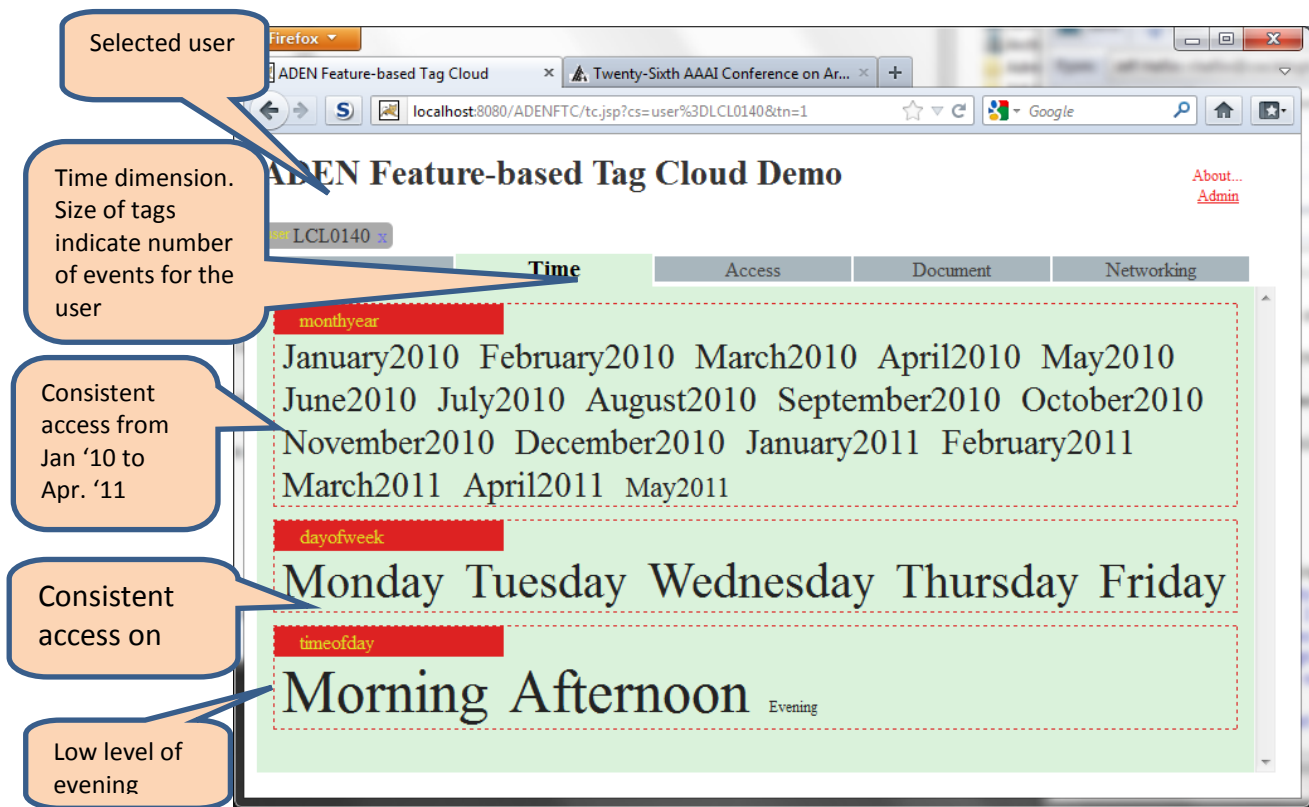 Selected user
Firefox
ADEN Feature-based Tag Cloud
Twenty-Sixth AAAI Conference on Ar...
localhost:8080/ADENFTC/tc.jsp?cs=user%3DLCL0140&tn=1
Google
Time dimension.
Size of tags
indicate number
of events for the
user
ADEN Feature-based Tag Cloud Demo
About...
Admin
user LCL0140 x
Time Access Document Networking
Consistent
access from
Jan ‘10 to
Apr. ‘11
monthyear
January2010 February2010 March2010 April2010 May2010
June2010 July2010 August2010 September2010 October2010
November2010 December2010 January2011 February2011
March2011 April2011 May2011
Consistent
access on
dayofweek
Monday Tuesday Wednesday Thursday Friday
timeofday
Morning Afternoon Evening
Low level of
evening